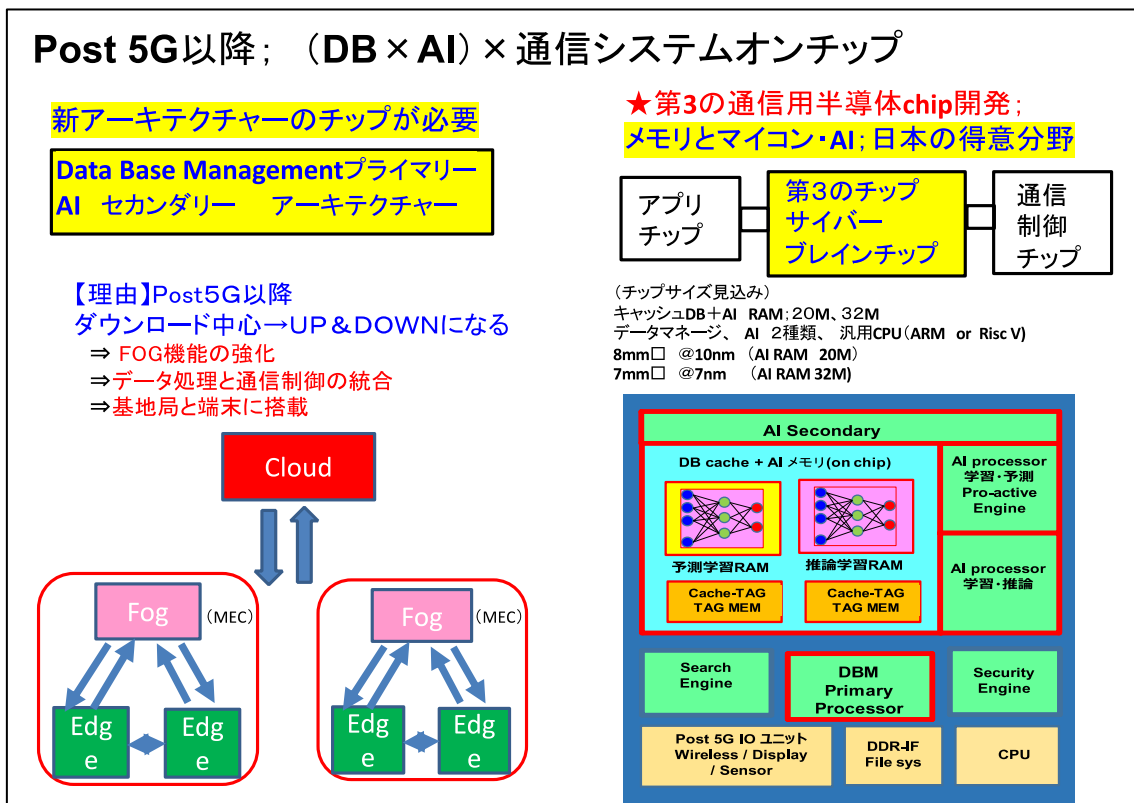 Post 5G以降; (DB×AI)×通信システムオンチップ
新アーキテクチャーのチップが必要
Data Base Managementプライマリー
AI セカンダリー アーキテクチャー
【理由】Post5G以降
ダウンロード中心→UP&DOWNになる
⇒ FOG機能の強化
⇒データ処理と通信制御の統合
⇒基地局と端末に搭載
Cloud
Fog
(MEC)
Edg
e
Edg
e
Fog
(MEC)
Edg
e
Edg
e
★第3の通信用半導体chip開発;
メモリとマイコン・AI;日本の得意分野
アプリ
チップ
第3のチップ
サイバー
ブレインチップ
通信
制御
チップ
(チップサイズ見込み)
キャッシュDB+AI RAM;20M、32M
データマネージ、 AI 2種類、 汎用CPU(ARM or Risc V)
8mm□ @10nm (AI RAM 20M)
7mm□ @7nm (AI RAM 32M)
AI Secondary
DB cache + AI メモリ(on chip)
予測学習RAM
推論学習RAM
Cache-TAG
TAG MEM
Cache-TAG
TAG MEM
AI processor
学習・予測
Pro-active
Engine
AI processor
学習・推論
Search
Engine
DBM
Primary
Processor
Security
Engine
Post 5G IO ユニット
Wireless / Display
/ Sensor
DDR-IF
File sys
CPU